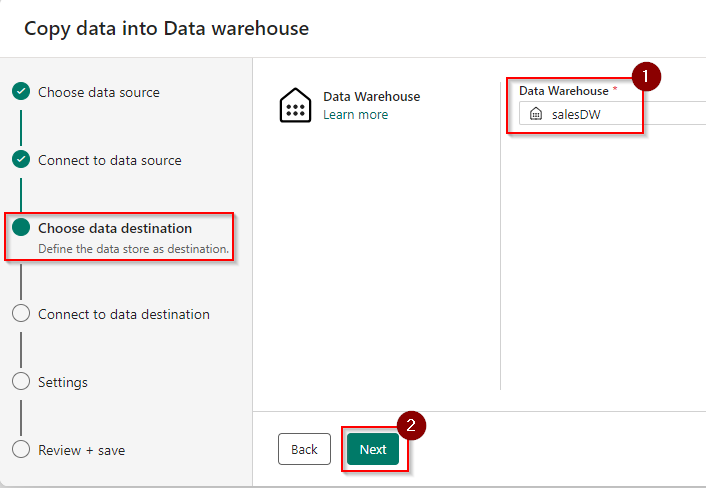 Copy data into Data warehouse
Choose data source
Connect to data source
Choose data destination
Define the data store as destination.
Connect to data destination
Settings
Review + save
Data Warehouse
Learn more
1
Data Warehouse *
salesDW
2
Back
Next